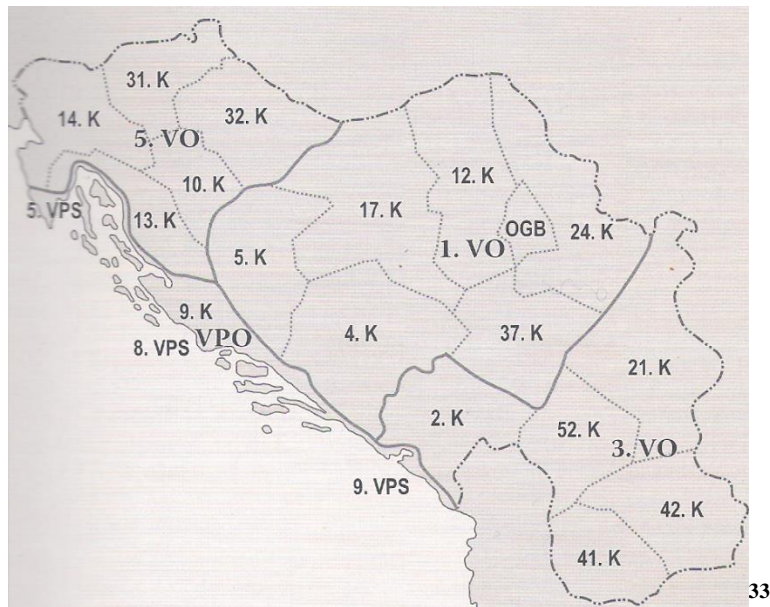 31. K
14. K
32. K
5. VO
10. K
12. K
5. VPS
13. K
17. K
OGB
24. K
5. K
1. VO
9. K
VPO
8. VPS
4. K
37. K
21. K
2. K
52. K
3. VO
9. VPS
42. K
41. K
33